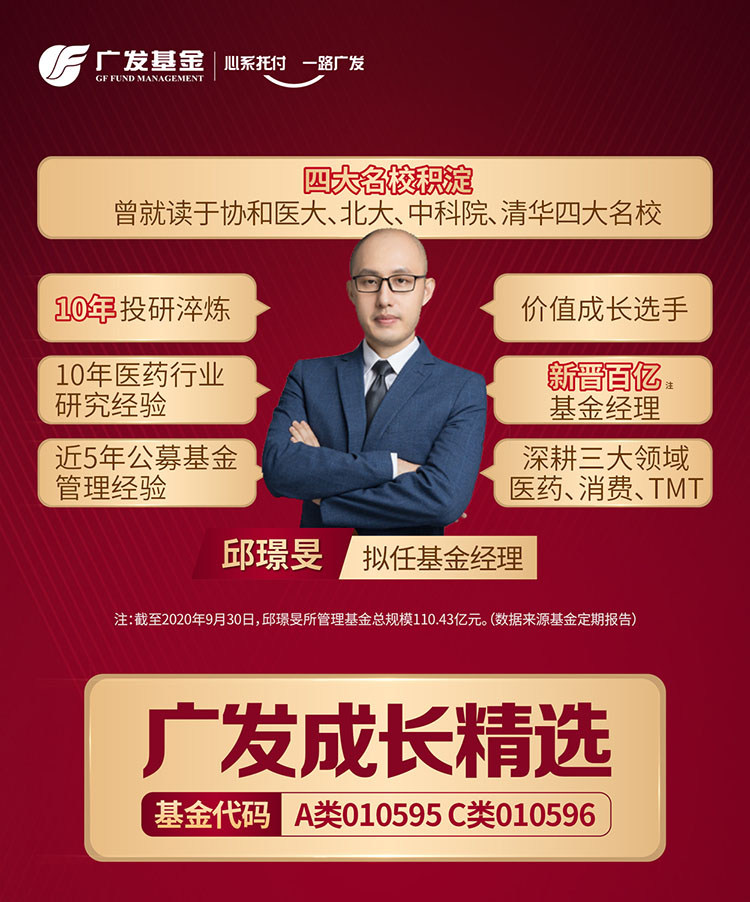 广发基金
GF FUND MANAGEMENT
心系托付 一路广发
四大名校积淀
曾就读于协和医大、北大、中科院、清华四大名校
10年投研淬炼
价值成长选手
10年医药行业
研究经验
新晋百亿注
基金经理
近5年公募基金
管理经验
深耕三大领域
医药、消费、TMT
邱璟旻
拟任基金经理
注：截至2020年9月30日，邱璟旻所管理基金总规模110.43亿元。（数据来源基金定期报告）
广发成长精选
基金代码
A类010595 C类010596